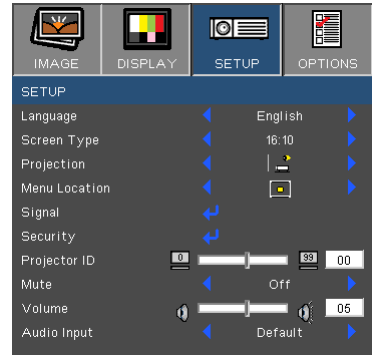 IMAGE DISPLAY SETUP OPTIONS
SETUP
Language English
Screen Type 16:10
Projection
Menu Location
Signal
Security
Projector ID 0 99 00
Mute Off
Volume 05
Audio Input Default